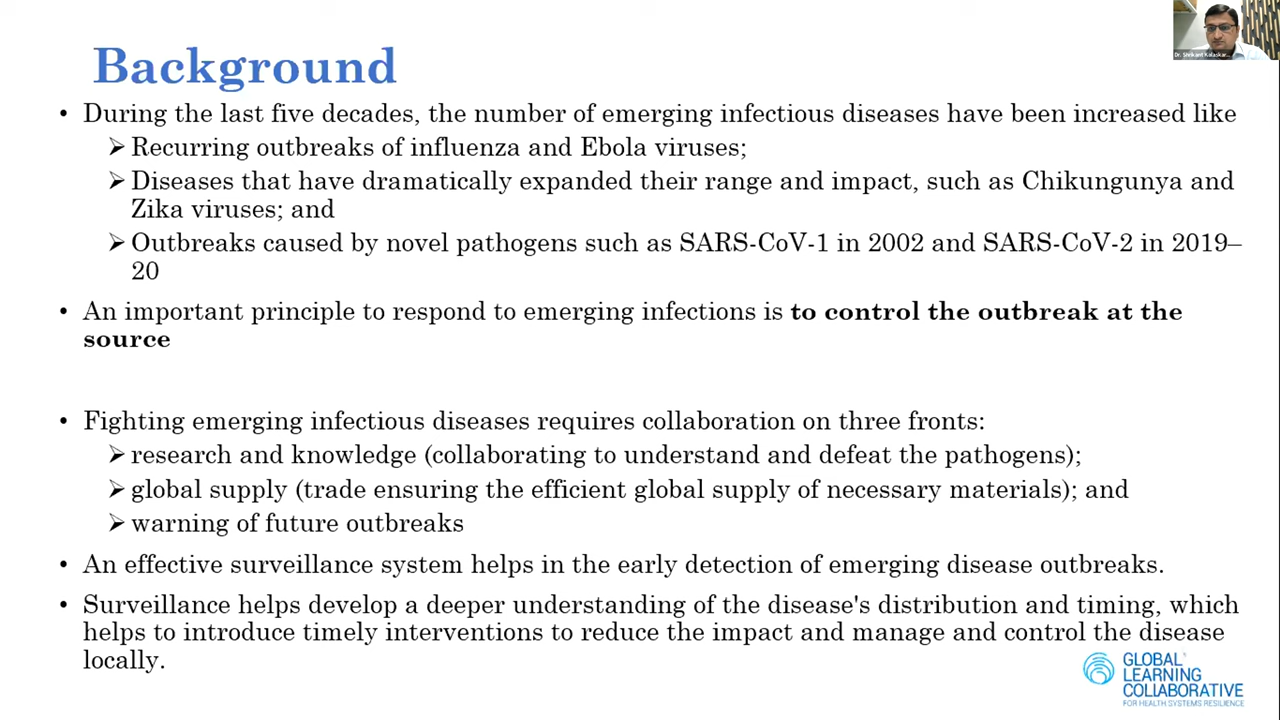 Background
• During the last five decades, the number of emerging infectious diseases have been increased like
➢ Recurring outbreaks of influenza and Ebola viruses;
➢ Diseases that have dramatically expanded their range and impact, such as Chikungunya and
Zika viruses; and
➢ Outbreaks caused by novel pathogens such as SARS-CoV-1 in 2002 and SARS-CoV-2 in 2019–
20
• An important principle to respond to emerging infections is to control the outbreak at the
source
• Fighting emerging infectious diseases requires collaboration on three fronts:
➢ research and knowledge (collaborating to understand and defeat the pathogens);
➢ global supply (trade ensuring the efficient global supply of necessary materials); and
➢ warning of future outbreaks
• An effective surveillance system helps in the early detection of emerging disease outbreaks.
• Surveillance helps develop a deeper understanding of the disease's distribution and timing, which
helps to introduce timely interventions to reduce the impact and manage and control the disease
locally.
GLOBAL
LEARNING
COLLABORATIVE
FOR HEALTH SYSTEMS RESILIENCE